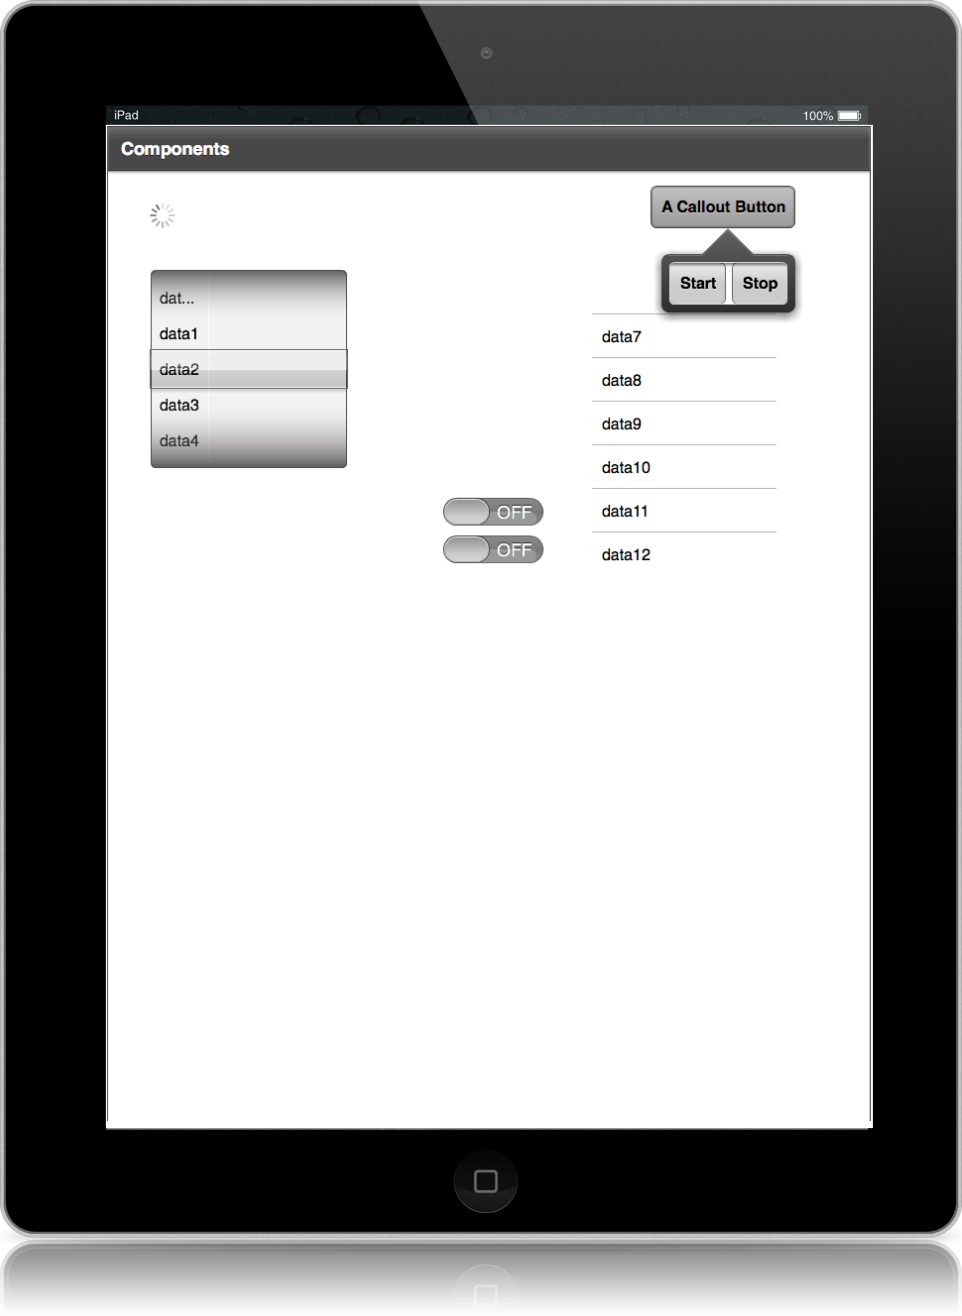 iPad 100%
Components
A Callout Button
Start Stop
dat...
data1
data2
data3
data4
data7
data8
data9
data10
data11
data12
OFF
OFF